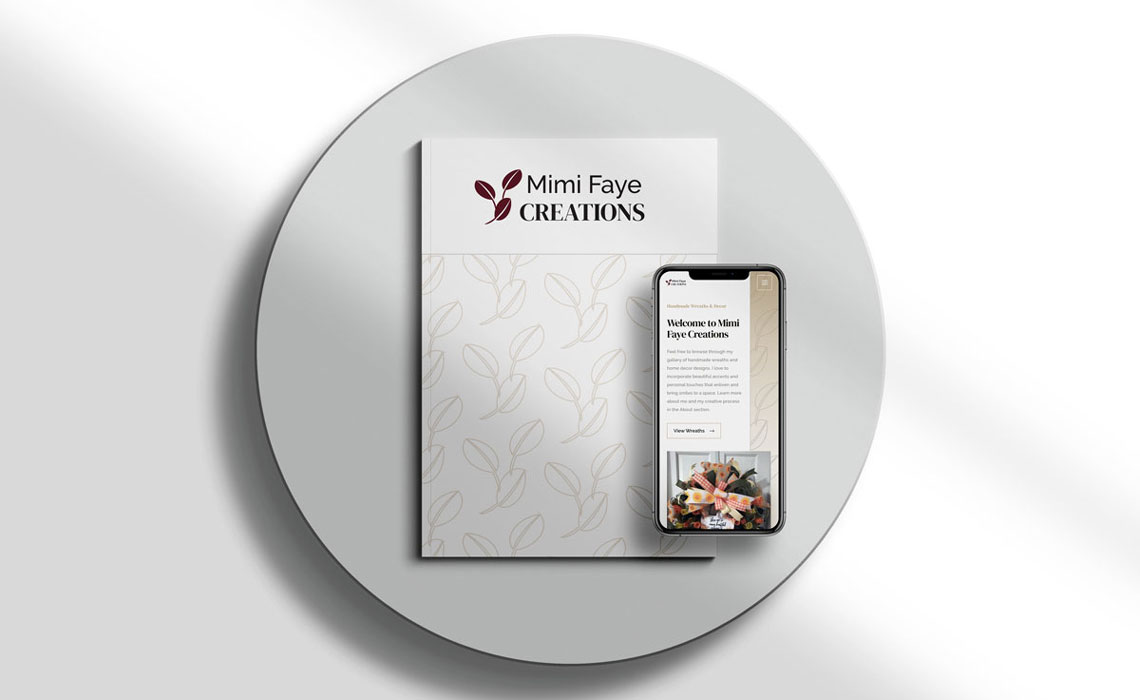 Mimi Faye
CREATIONS
Mimi Faye
CREATIONS
Handmade Wreaths & Decor
Welcome to Mimi
Faye Creations
Feel free to browse through my
gallery of handmade wreaths and
home decor designs. I love to
incorporate beautiful accents and
personal touches that enliven and
bring smiles to a space. Learn more
about me and my creative process
in the About section.
View Wreaths →